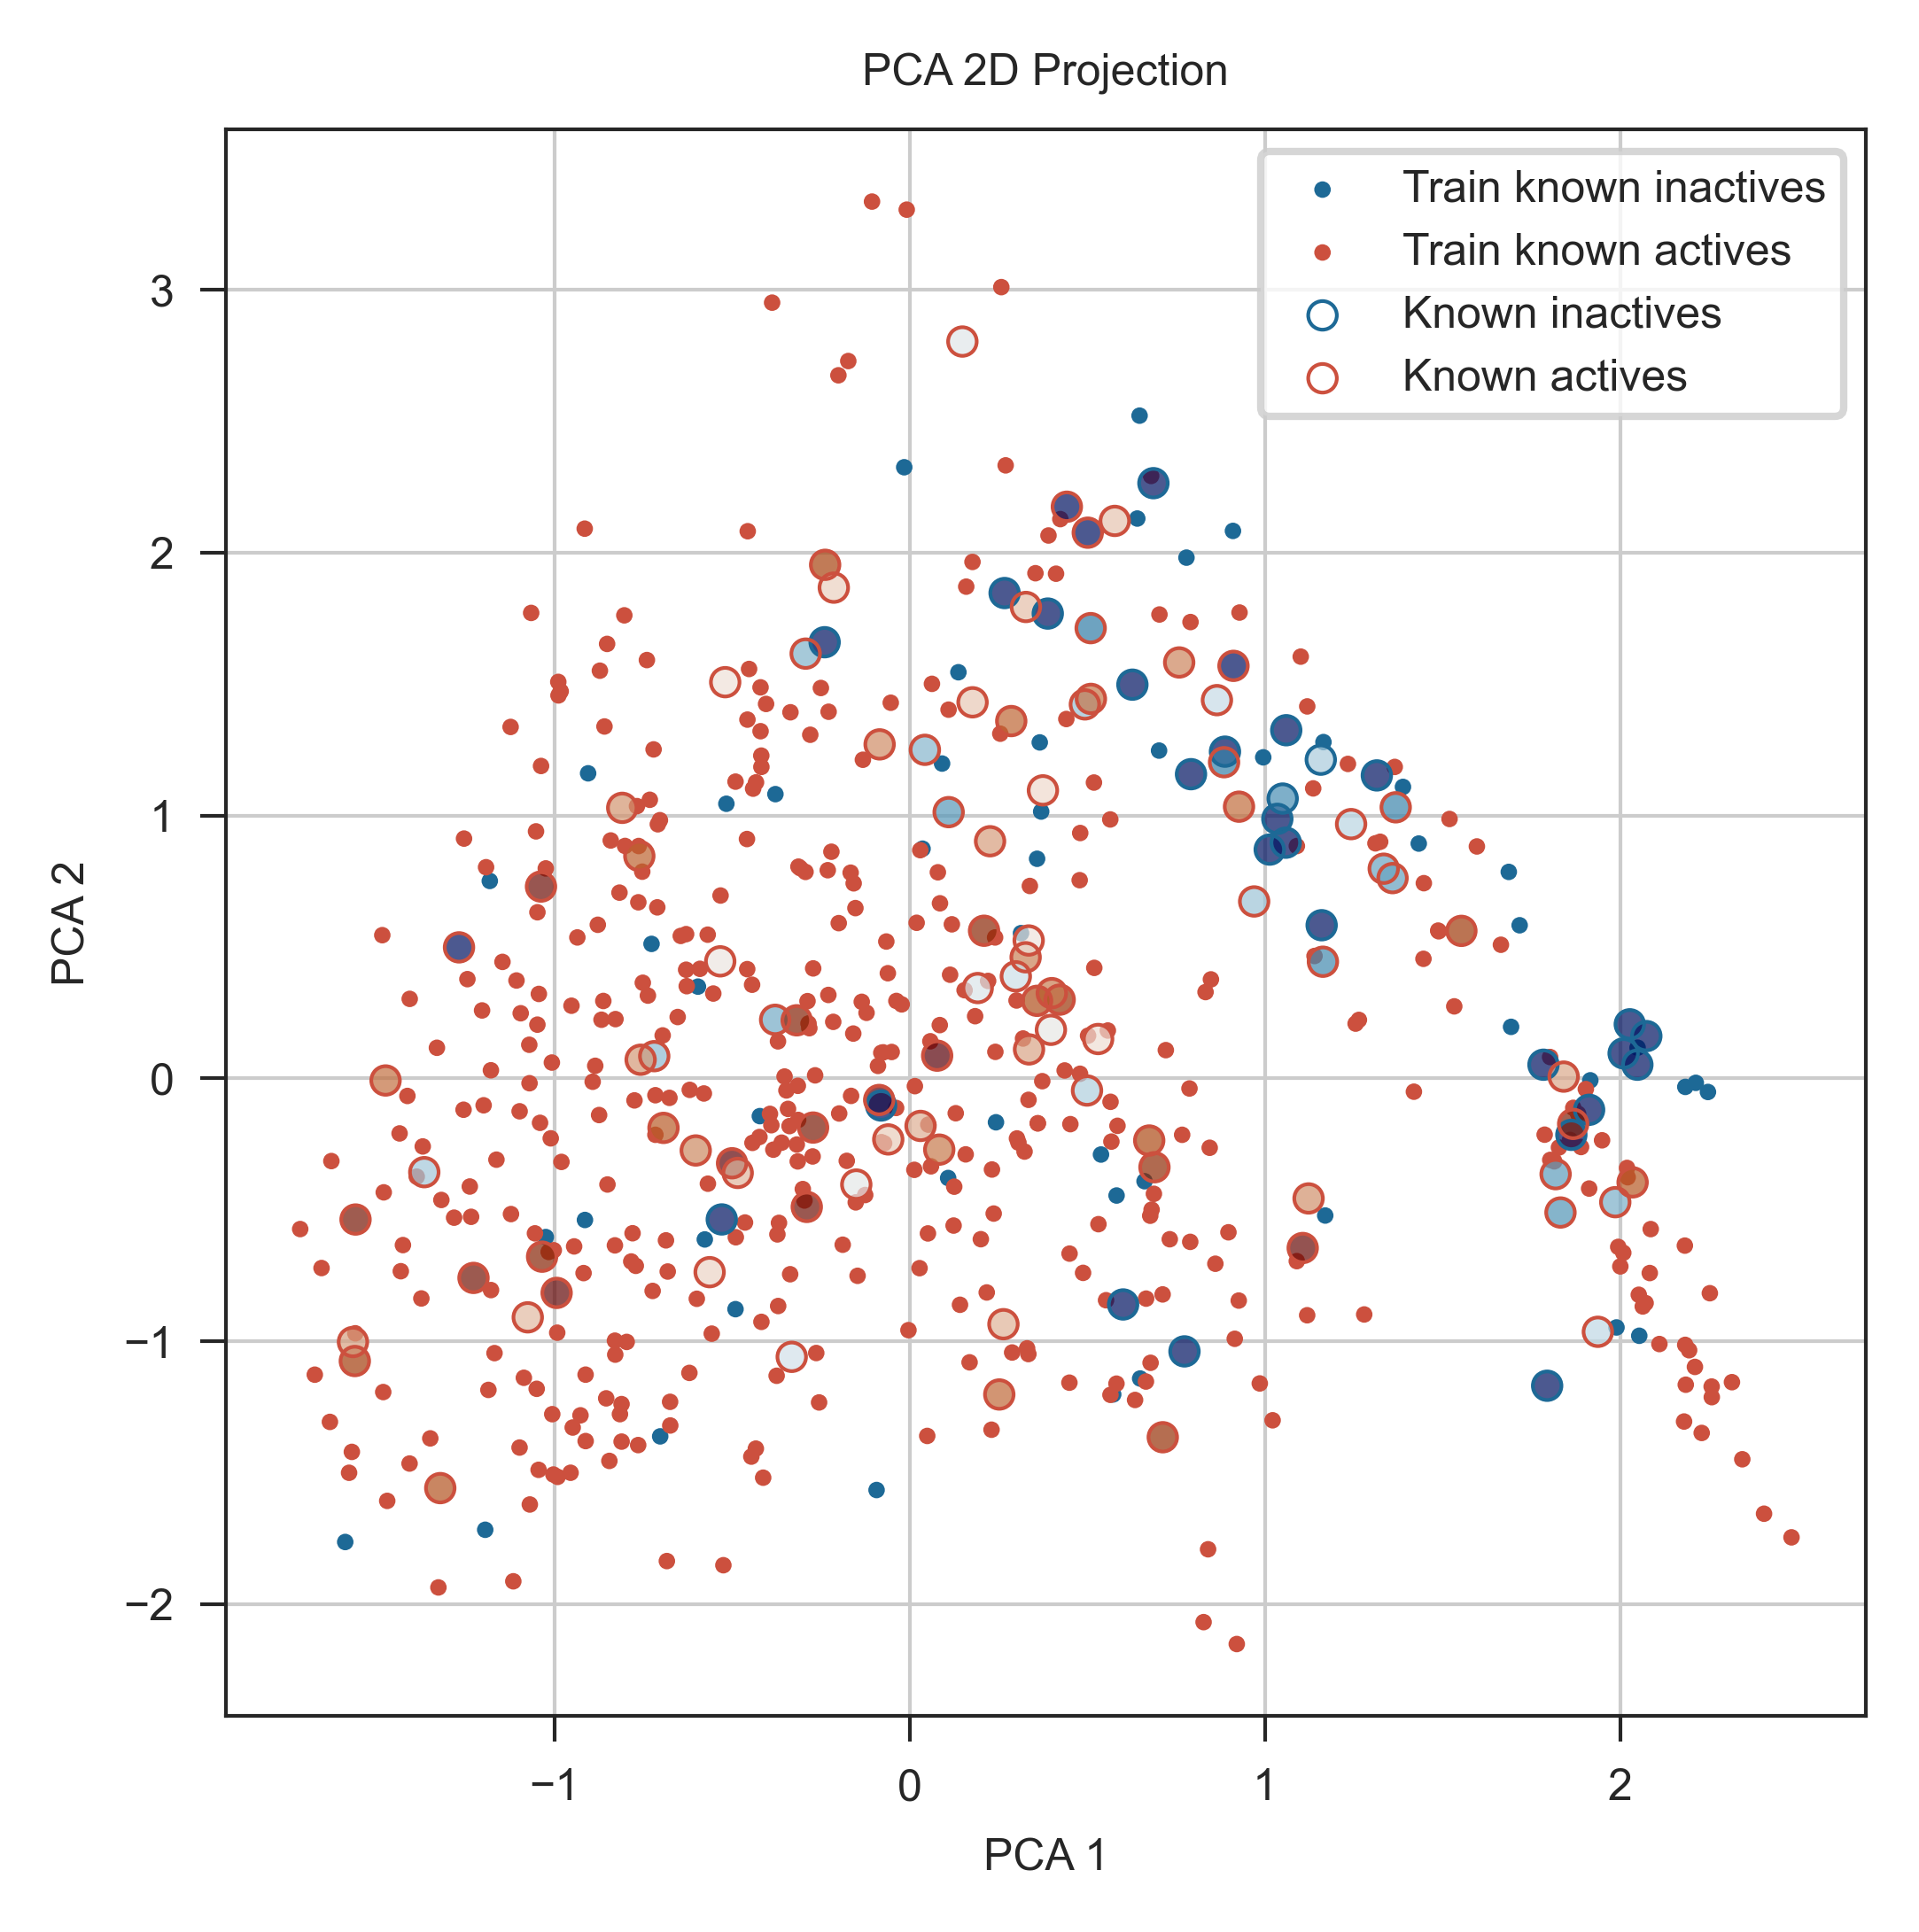 PCA 2D Projection
Train known inactives
Train known actives
Known inactives
Known actives
3
2
1
0
−1
−2
PCA 2
−1
0
1
2
PCA 1